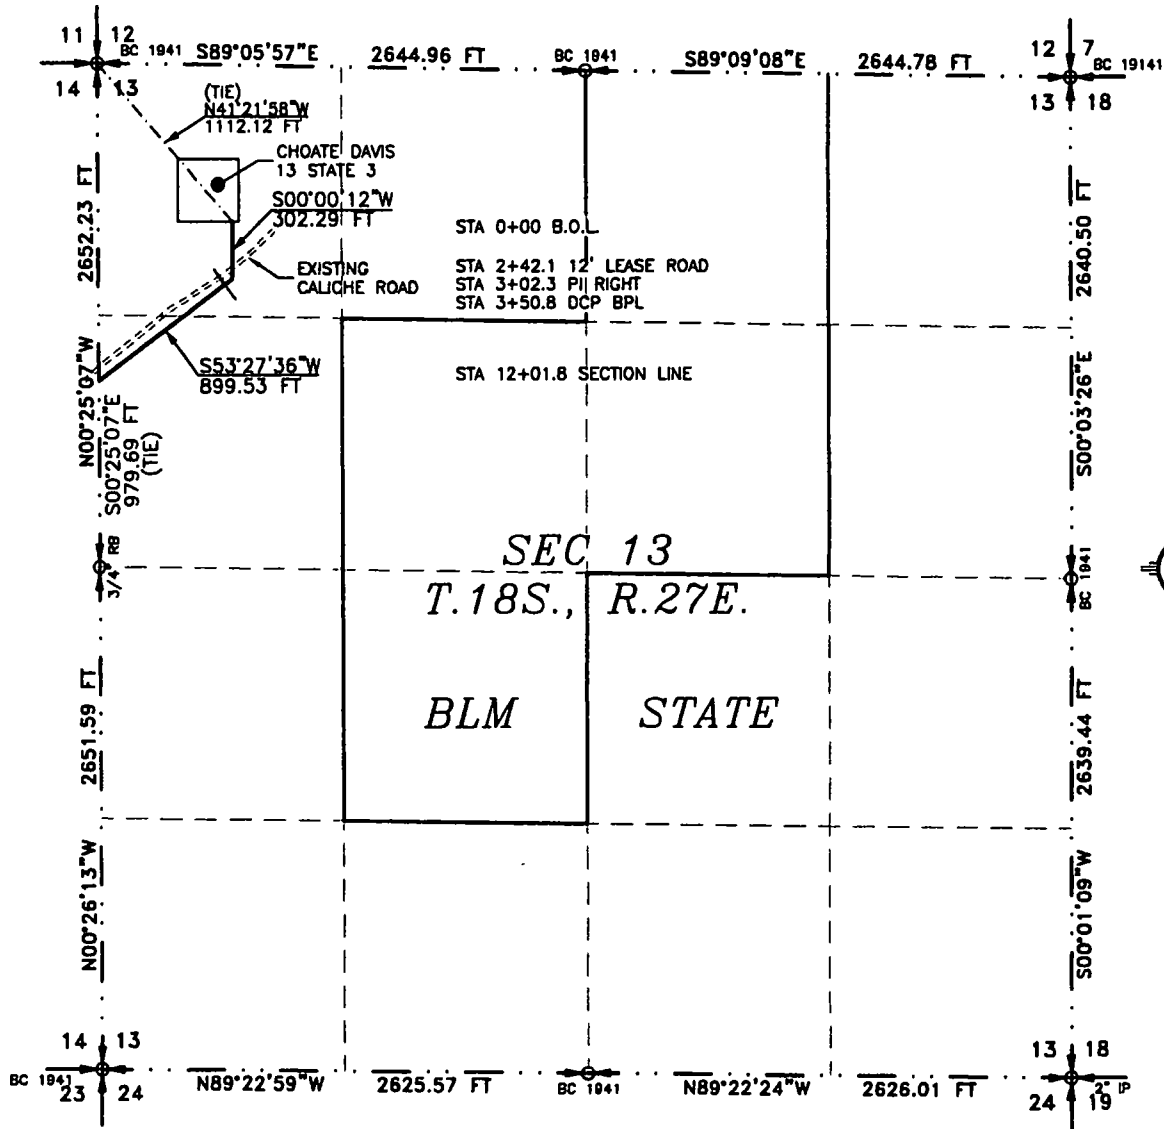 11 12
BC 1941
S89°05'57"E
2644.96 FT
BC 1941
S89°09'08"E
2644.78 FT
12 7
BC 19141
14 13
13 18
(TIE)
N41°21'58"W
1112.12 FT
CHOATE DAVIS
13 STATE 3
S00°00'12"W
302.29 FT
EXISTING
CALICHE ROAD
S53°27'36"W
899.53 FT
STA 0+00 B.O.L
STA 2+42.1 12' LEASE ROAD
STA 3+02.3 PI RIGHT
STA 3+50.8 DCP BPL
STA 12+01.8 SECTION LINE
2652.23 FT
N00°25'07"W
S00°25'07"E
979.69 FT
(TIE)
3/4" RB
2640.50 FT
S00°03'26"E
BC 1941
SEC 13
T.18S., R.27E.
BLM
STATE
2651.59 FT
N00°26'13"W
2639.44 FT
S00°01'09"W
14 13
BC 1941
23 24
N89°22'59"W
2625.57 FT
BC 1941
N89°22'24"W
2626.01 FT
13 18
2" IP
24 19